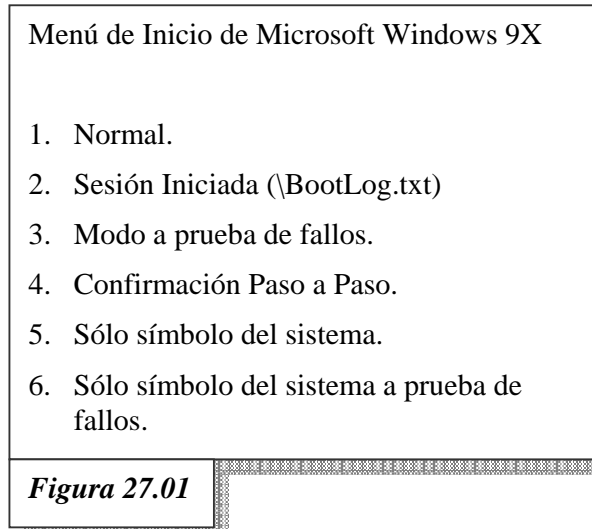 Menú de Inicio de Microsoft Windows 9X
1. Normal.
2. Sesión Iniciada (\BootLog.txt)
3. Modo a prueba de fallos.
4. Confirmación Paso a Paso.
5. Sólo símbolo del sistema.
6. Sólo símbolo del sistema a prueba de
fallos.
Figura 27.01